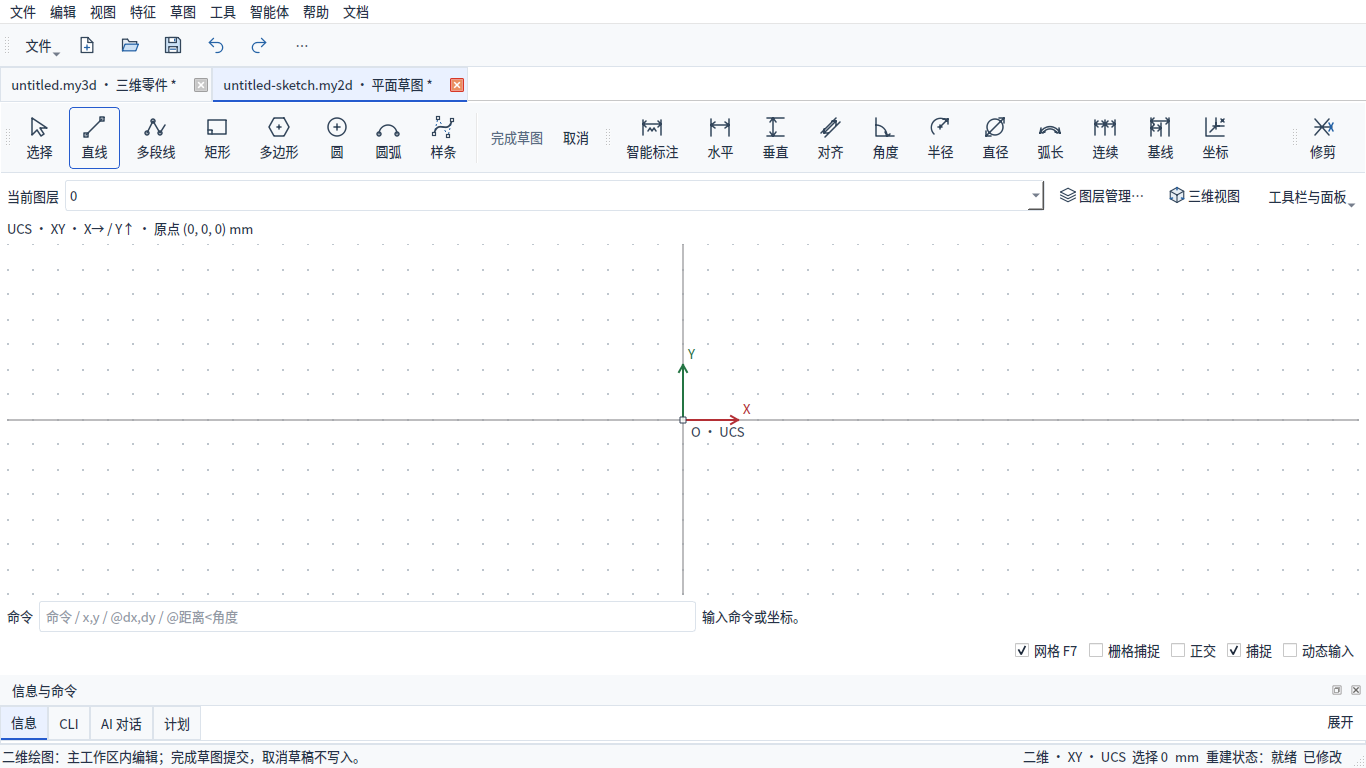 文件 编辑 视图 特征 草图 工具 智能体 帮助 文档
文件 ···
untitled.my3d • 三维零件 * untitled-sketch.my2d • 平面草图 *
选择 直线 多段线 矩形 多边形 圆 圆弧 样条 完成草图 取消 智能标注 水平 垂直 对齐 角度 半径 直径 弧长 连续 基线 坐标 修剪
当前图层 0 图层管理··· 三维视图 工具栏与面板
UCS • XY • X→ / Y↑ • 原点 (0, 0, 0) mm
Y
X
O • UCS
命令 命令 / x,y / @dx,dy / @距离<角度 输入命令或坐标。
网格 F7 栅格捕捉 正交 捕捉 动态输入
信息与命令
信息 CLI AI 对话 计划 展开
二维绘图：主工作区内编辑；完成草图提交，取消草稿不写入。 二维 • XY • UCS 选择 0 mm 重建状态：就绪 已修改